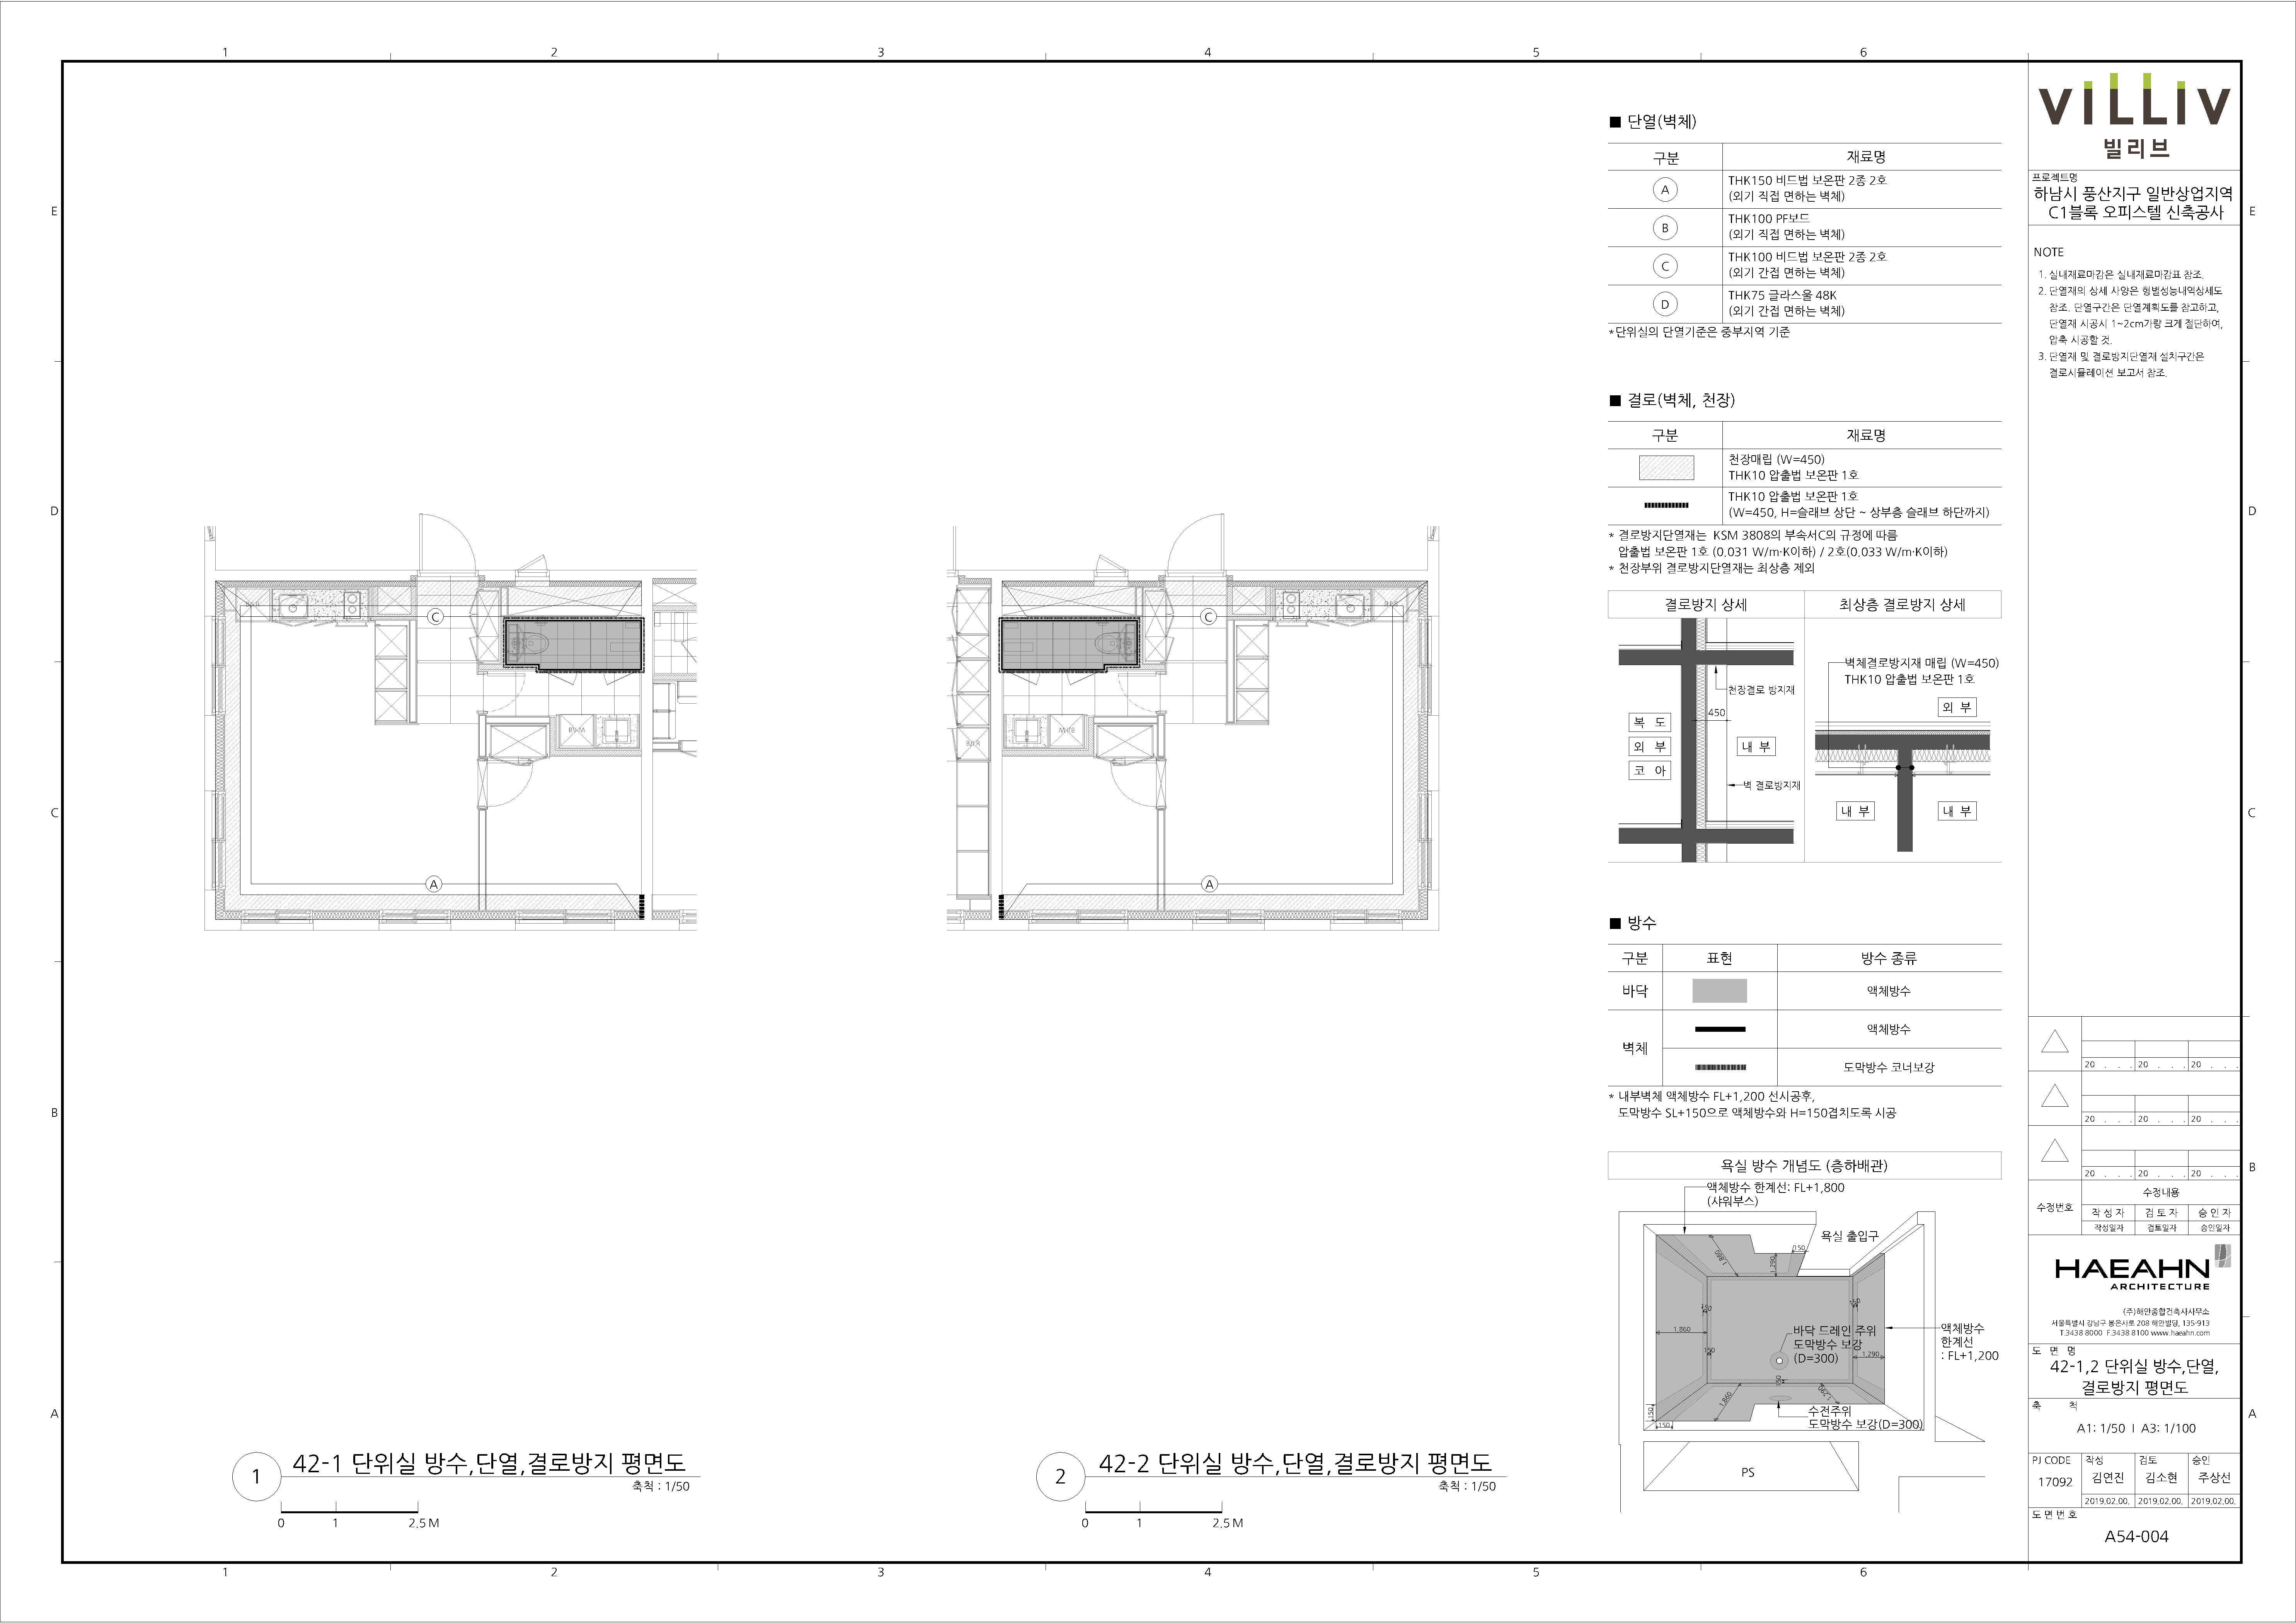 1 2 3 4 5 6
E
D
C
B
A
C
A
REF
WM
42-1 단위실 방수,단열,결로방지 평면도
1
축척 : 1/50
0 1 2.5 M
C
A
REF
REF
W/M
42-2 단위실 방수,단열,결로방지 평면도
2
축척 : 1/50
0 1 2.5 M
■ 단열(벽체)
구분 재료명
A THK150 비드법 보온판 2종 2호
(외기 직접 면하는 벽체)
B THK100 PF보드
(외기 직접 면하는 벽체)
C THK100 비드법 보온판 2종 2호
(외기 간접 면하는 벽체)
D THK75 글라스울 48K
(외기 간접 면하는 벽체)
*단위실의 단열기준은 중부지역 기준
■ 결로(벽체, 천장)
구분 재료명
천장매립 (W=450)
THK10 압출법 보온판 1호
THK10 압출법 보온판 1호
(W=450, H=슬래브 상단 ~ 상부층 슬래브 하단까지)
* 결로방지단열재는 KSM 3808의 부속서C의 규정에 따름
압출법 보온판 1호 (0.031 W/m·K이하) / 2호(0.033 W/m·K이하)
* 천장부위 결로방지단열재는 최상층 제외
결로방지 상세 최상층 결로방지 상세
천장결로 방지재
450
복 도
외 부
코 아
내 부
벽 결로방지재
벽체결로방지재 매립 (W=450)
THK10 압출법 보온판 1호
외 부
내 부 내 부
■ 방수
구분 표현 방수 종류
바닥 액체방수
벽체 액체방수
도막방수 코너보강
* 내부벽체 액체방수 FL+1,200 선시공후,
도막방수 SL+150으로 액체방수와 H=150겹치도록 시공
욕실 방수 개념도 (층하배관)
액체방수 한계선: FL+1,800
(샤워부스)
욕실 출입구
1,860
1,290
150
150
150
1,860
150
바닥 드레인 주위
도막방수 보강
(D=300)
1,290
액체방수
한계선
: FL+1,200
150
1,860
1,290
150
150
수전주위
도막방수 보강(D=300)
PS
VILLIV
빌리브
프로젝트명
하남시 풍산지구 일반상업지역
C1블록 오피스텔 신축공사
NOTE
1. 실내재료마감은 실내재료마감표 참조.
2. 단열재의 상세 사양은 형별성능내역상세도
참조. 단열구간은 단열계획도를 참고하고,
단열재 시공시 1~2cm가량 크게 절단하여,
압축 시공할 것.
3. 단열재 및 결로방지단열재 설치구간은
결로시뮬레이션 보고서 참조.
20 . . . 20 . . . 20 . . .
20 . . . 20 . . . 20 . . .
20 . . . 20 . . . 20 . . .
수정번호 수정내용
작 성 자 검 토 자 승 인 자
작성일자 검토일자 승인일자
HAEAHN
ARCHITECTURE
(주)해안종합건축사사무소
서울특별시 강남구 봉은사로 208 해안빌딩, 135-913
T.3438 8000 F.3438 8100 www.haeahn.com
도 면 명
42-1,2 단위실 방수,단열,
결로방지 평면도
축 척
A1: 1/50 I A3: 1/100
PJ CODE 작성 검토 승인
17092 김연진 김소현 주상선
2019.02.00. 2019.02.00. 2019.02.00.
도 면 번 호
A54-004
E
D
C
B
A
1 2 3 4 5 6